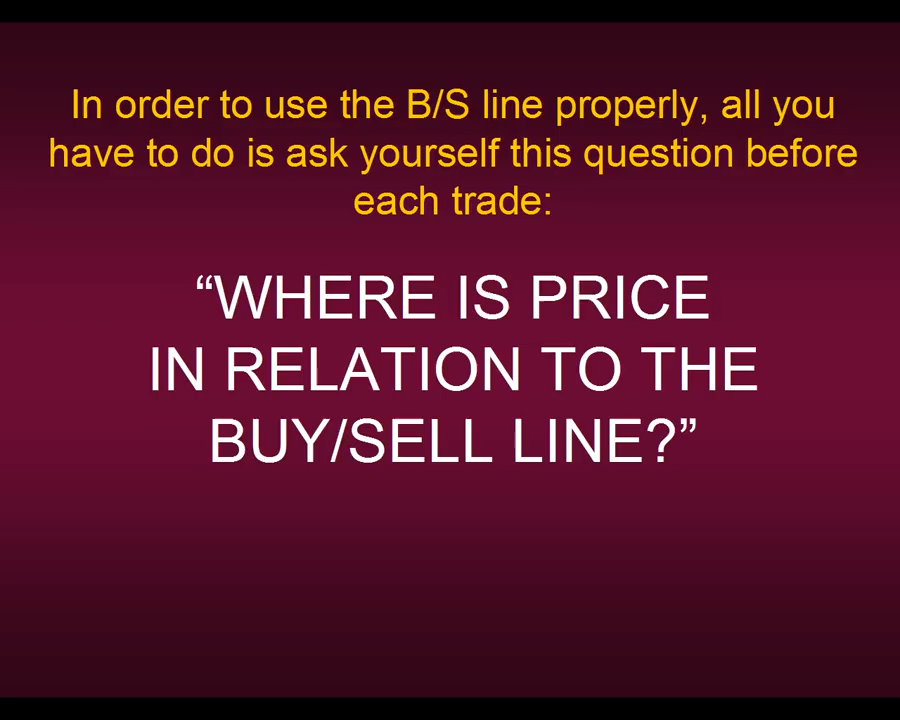 In order to use the B/S line properly, all you
have to do is ask yourself this question before
each trade:
“WHERE IS PRICE
IN RELATION TO THE
BUY/SELL LINE?”